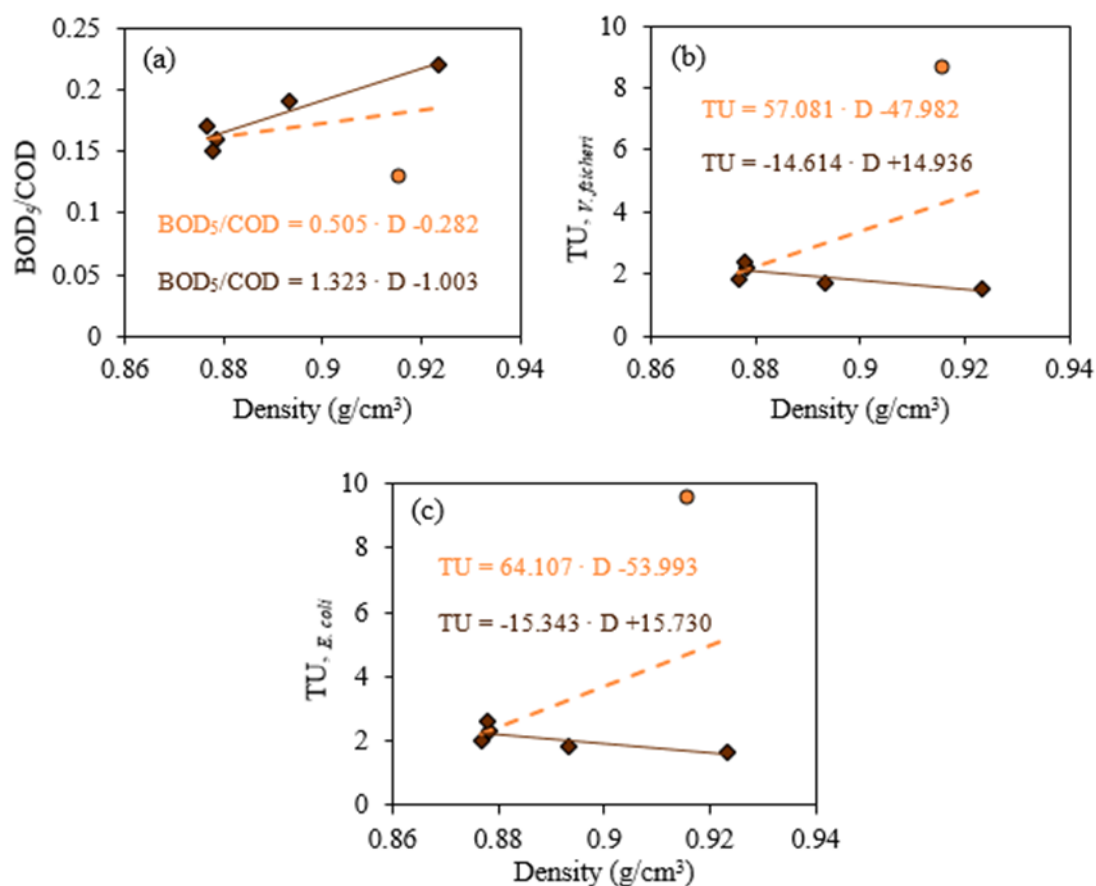 (a)
BOD₅/COD
0.25
0.2
0.15
0.1
0.05
0
BOD₅/COD = 0.505 · D -0.282
BOD₅/COD = 1.323 · D -1.003
0.86 0.88 0.9 0.92 0.94
Density (g/cm³)
(b)
TU, V. fscheri
10
8
6
4
2
0
TU = 57.081 · D -47.982
TU = -14.614 · D +14.936
0.86 0.88 0.9 0.92 0.94
Density (g/cm³)
(c)
TU, E. coli
10
8
6
4
2
0
TU = 64.107 · D -53.993
TU = -15.343 · D +15.730
0.86 0.88 0.9 0.92 0.94
Density (g/cm³)